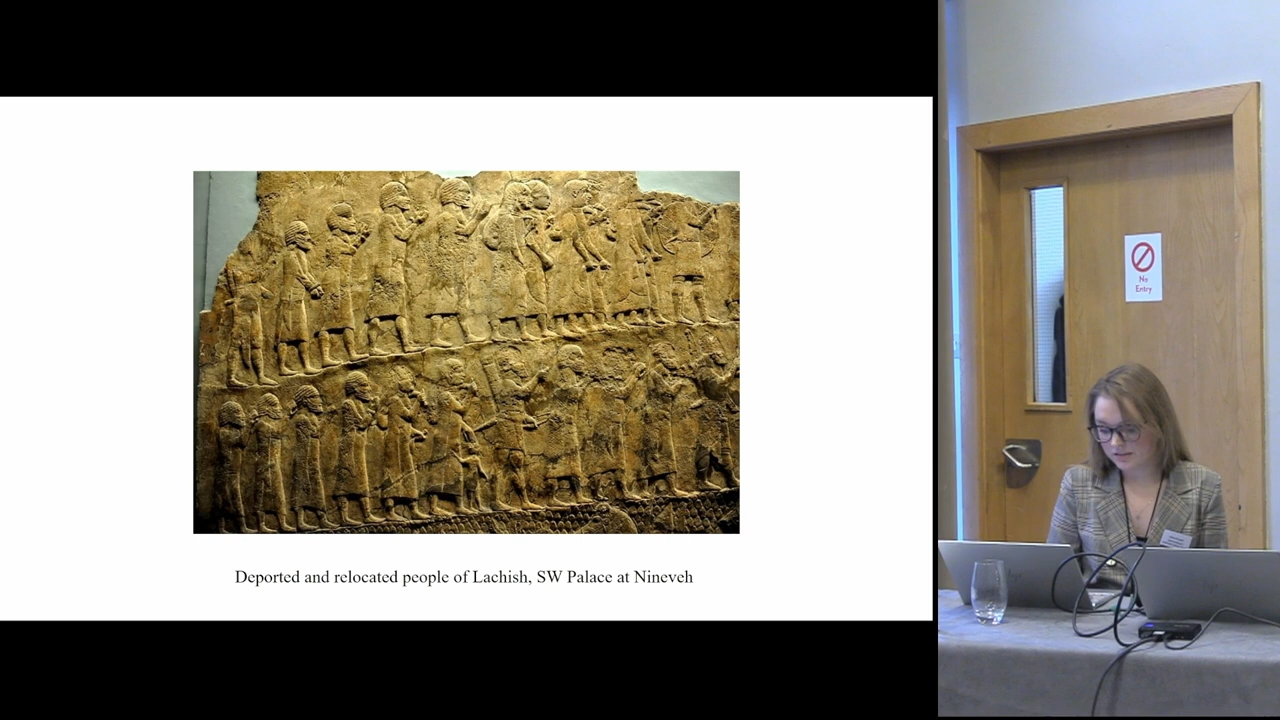 Deported and relocated people of Lachish, SW Palace at Nineveh
No
Entry